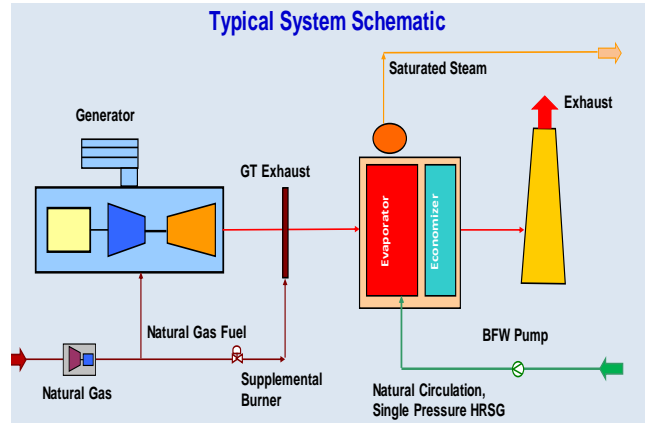 Typical System Schematic
Saturated Steam
Exhaust
Generator
GT Exhaust
Evaporator
Economizer
Natural Gas Fuel
BFW Pump
Natural Gas
Supplemental
Burner
Natural Circulation,
Single Pressure HRSG